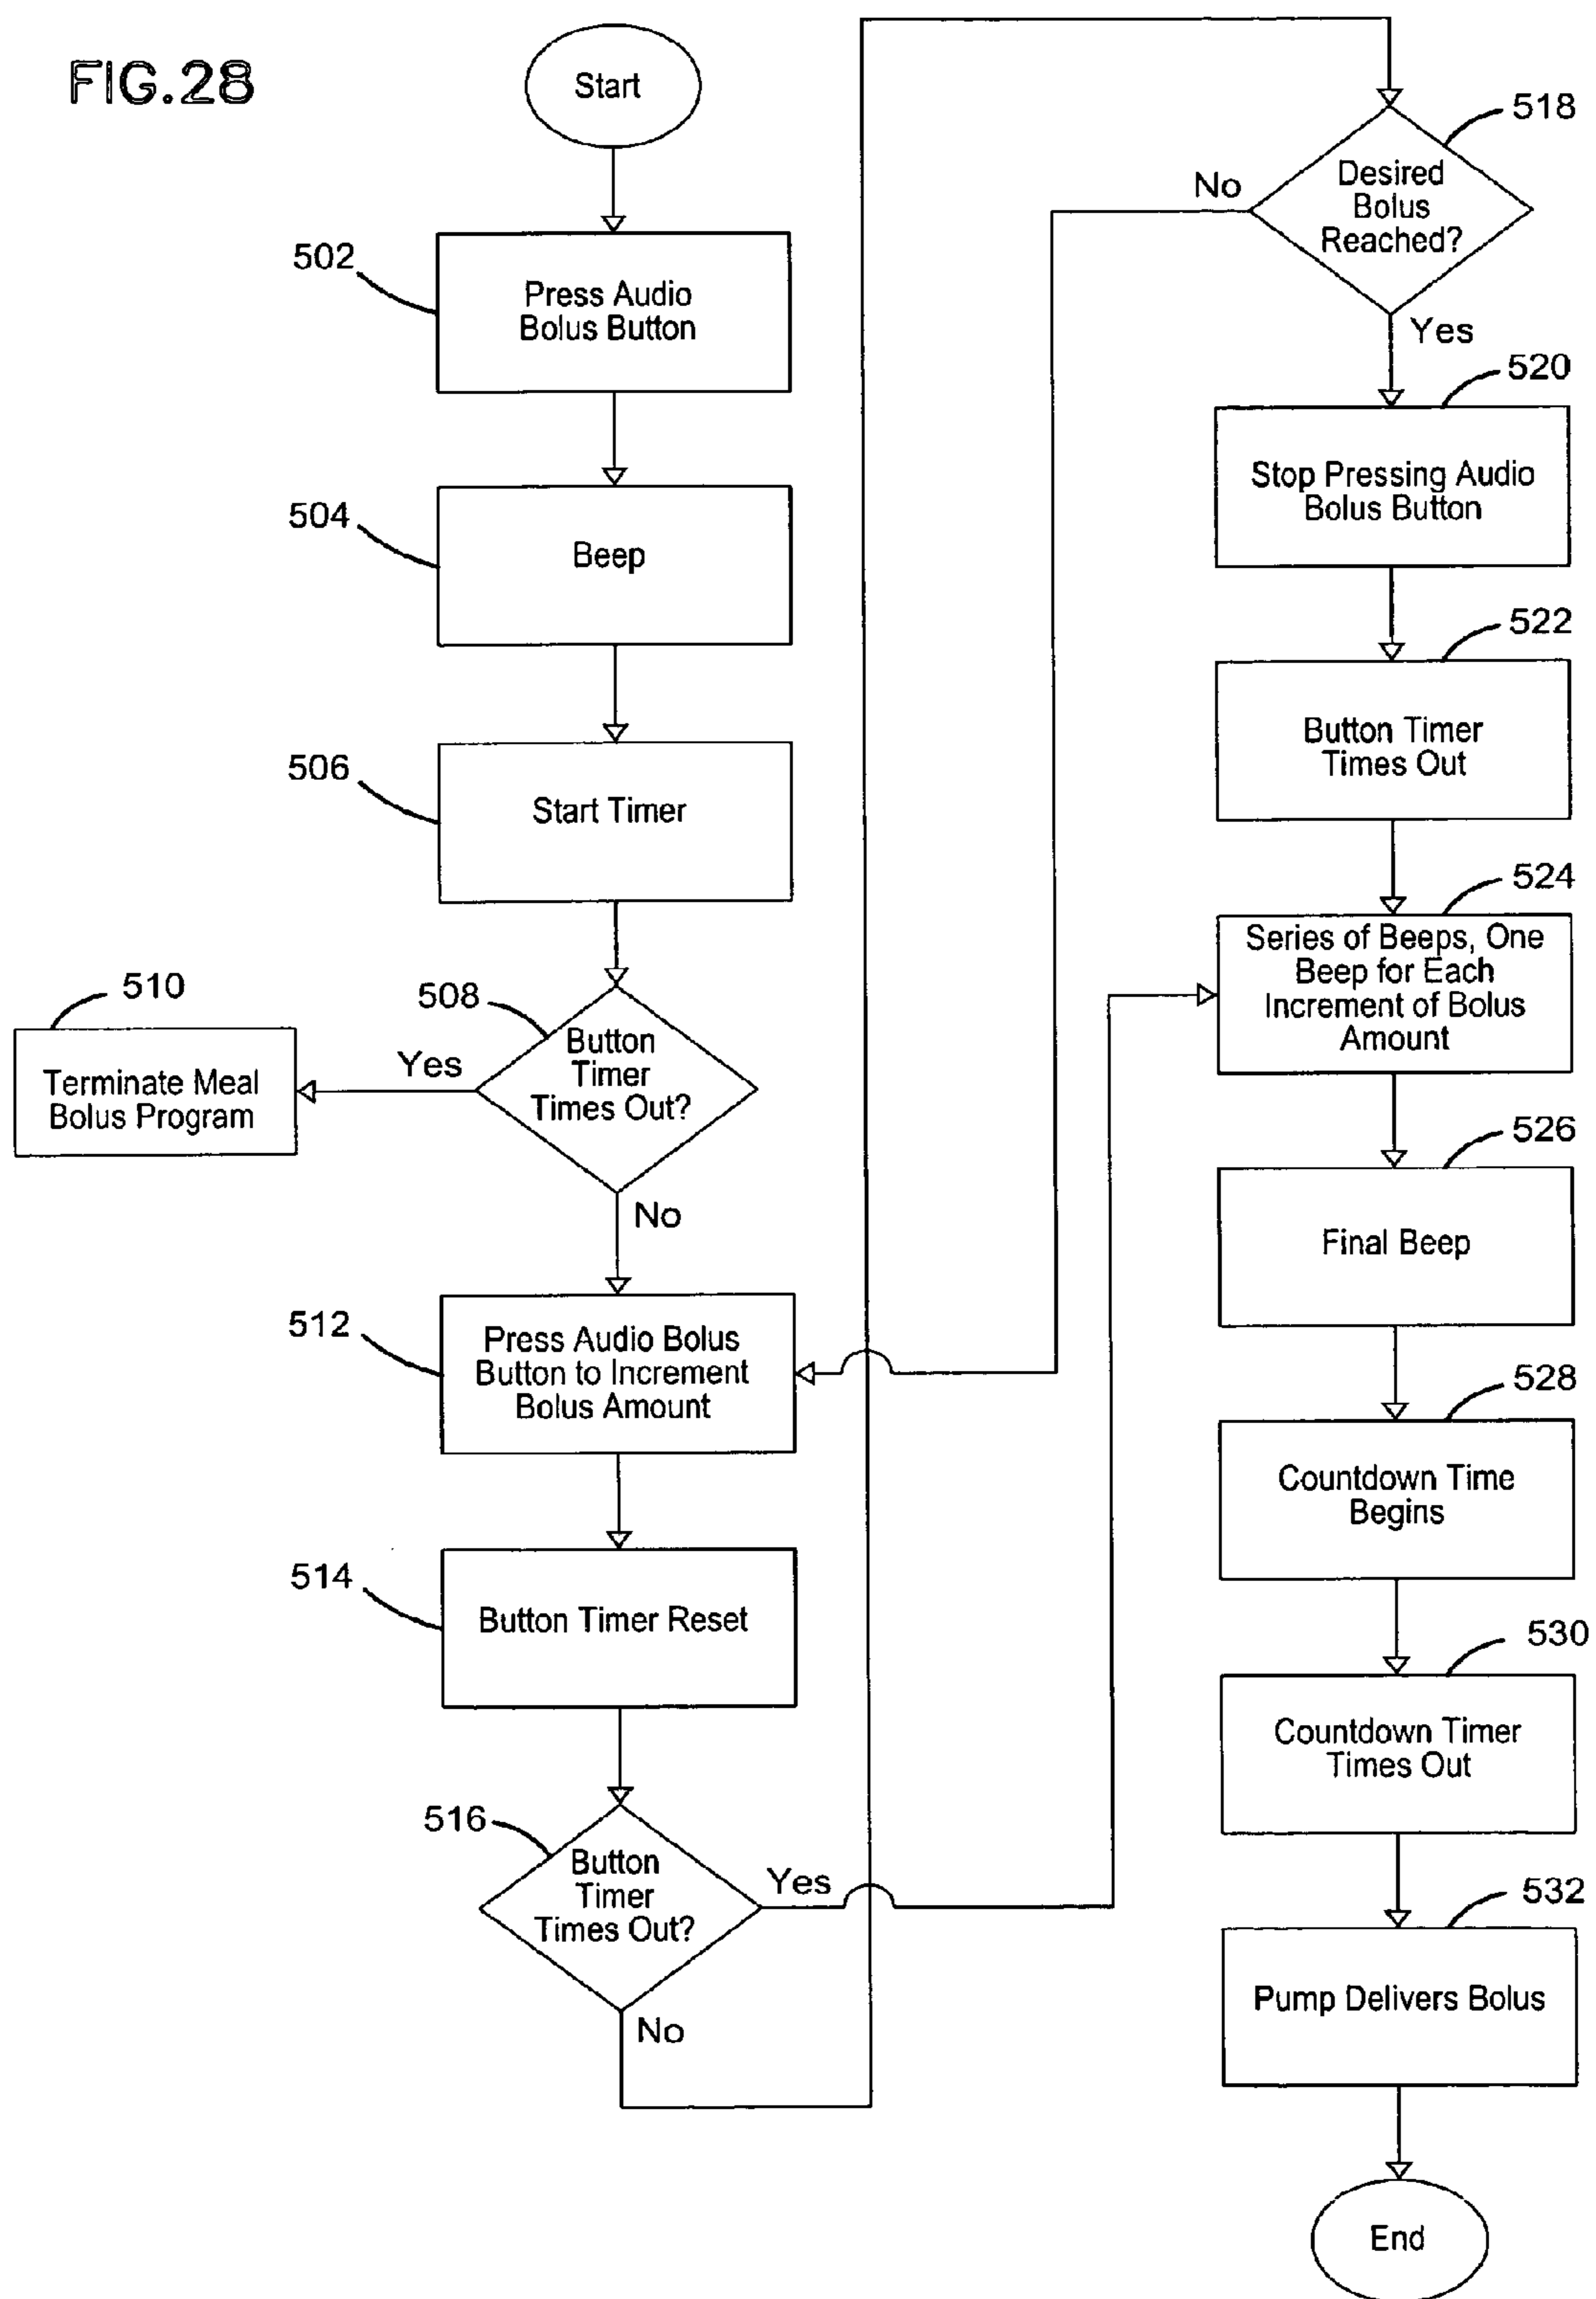 FIG.28
Start
502
Press Audio
Bolus Button
504
Beep
506
Start Timer
508
Button
Timer
Times Out?
Yes
510
Terminate Meal
Bolus Program
No
512
Press Audio Bolus
Button to Increment
Bolus Amount
514
Button Timer Reset
516
Button
Timer
Times Out?
Yes
No
518
Desired
Bolus
Reached?
No
Yes
520
Stop Pressing Audio
Bolus Button
522
Button Timer
Times Out
524
Series of Beeps, One
Beep for Each
Increment of Bolus
Amount
526
Final Beep
528
Countdown Time
Begins
530
Countdown Timer
Times Out
532
Pump Delivers Bolus
End